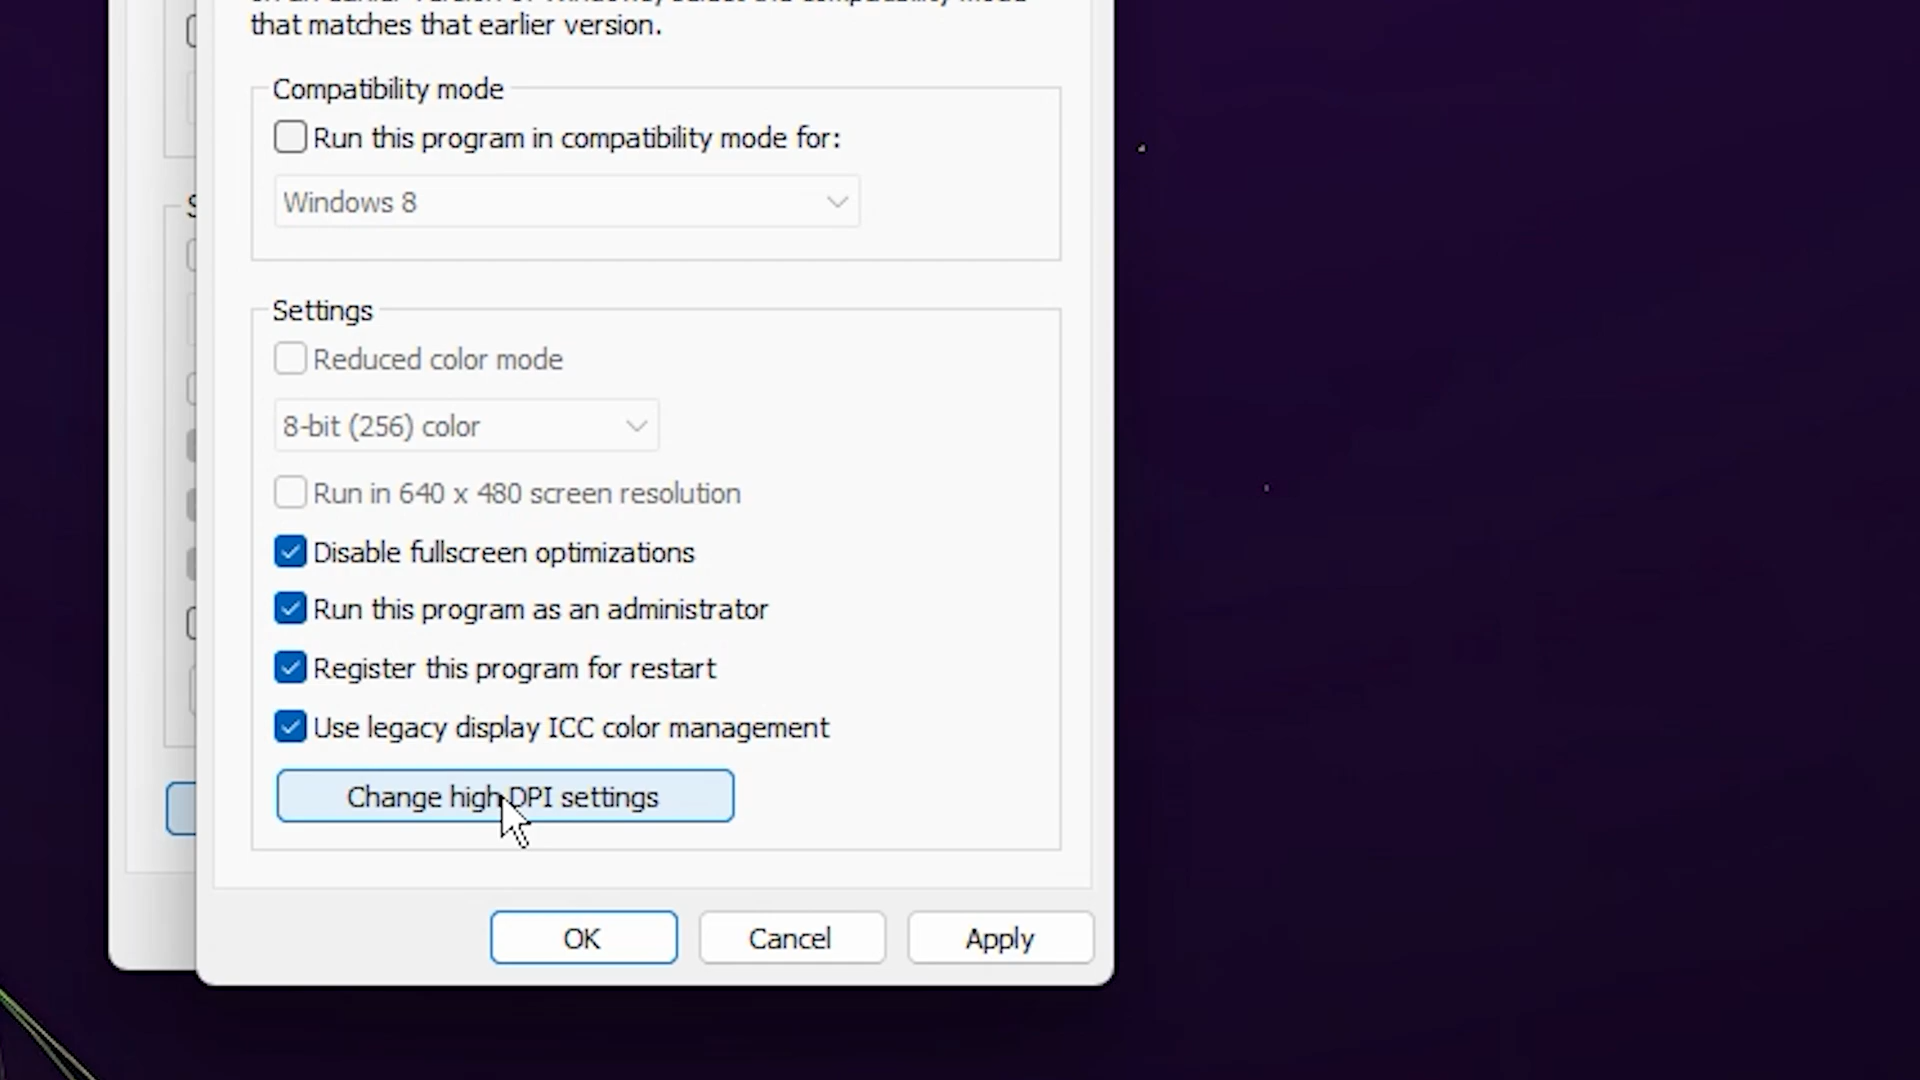 that matches that earlier version.
Compatibility mode
Run this program in compatibility mode for:
Windows 8
Settings
Reduced color mode
8-bit (256) color
Run in 640 x 480 screen resolution
Disable fullscreen optimizations
Run this program as an administrator
Register this program for restart
Use legacy display ICC color management
Change high DPI settings
OK
Cancel
Apply